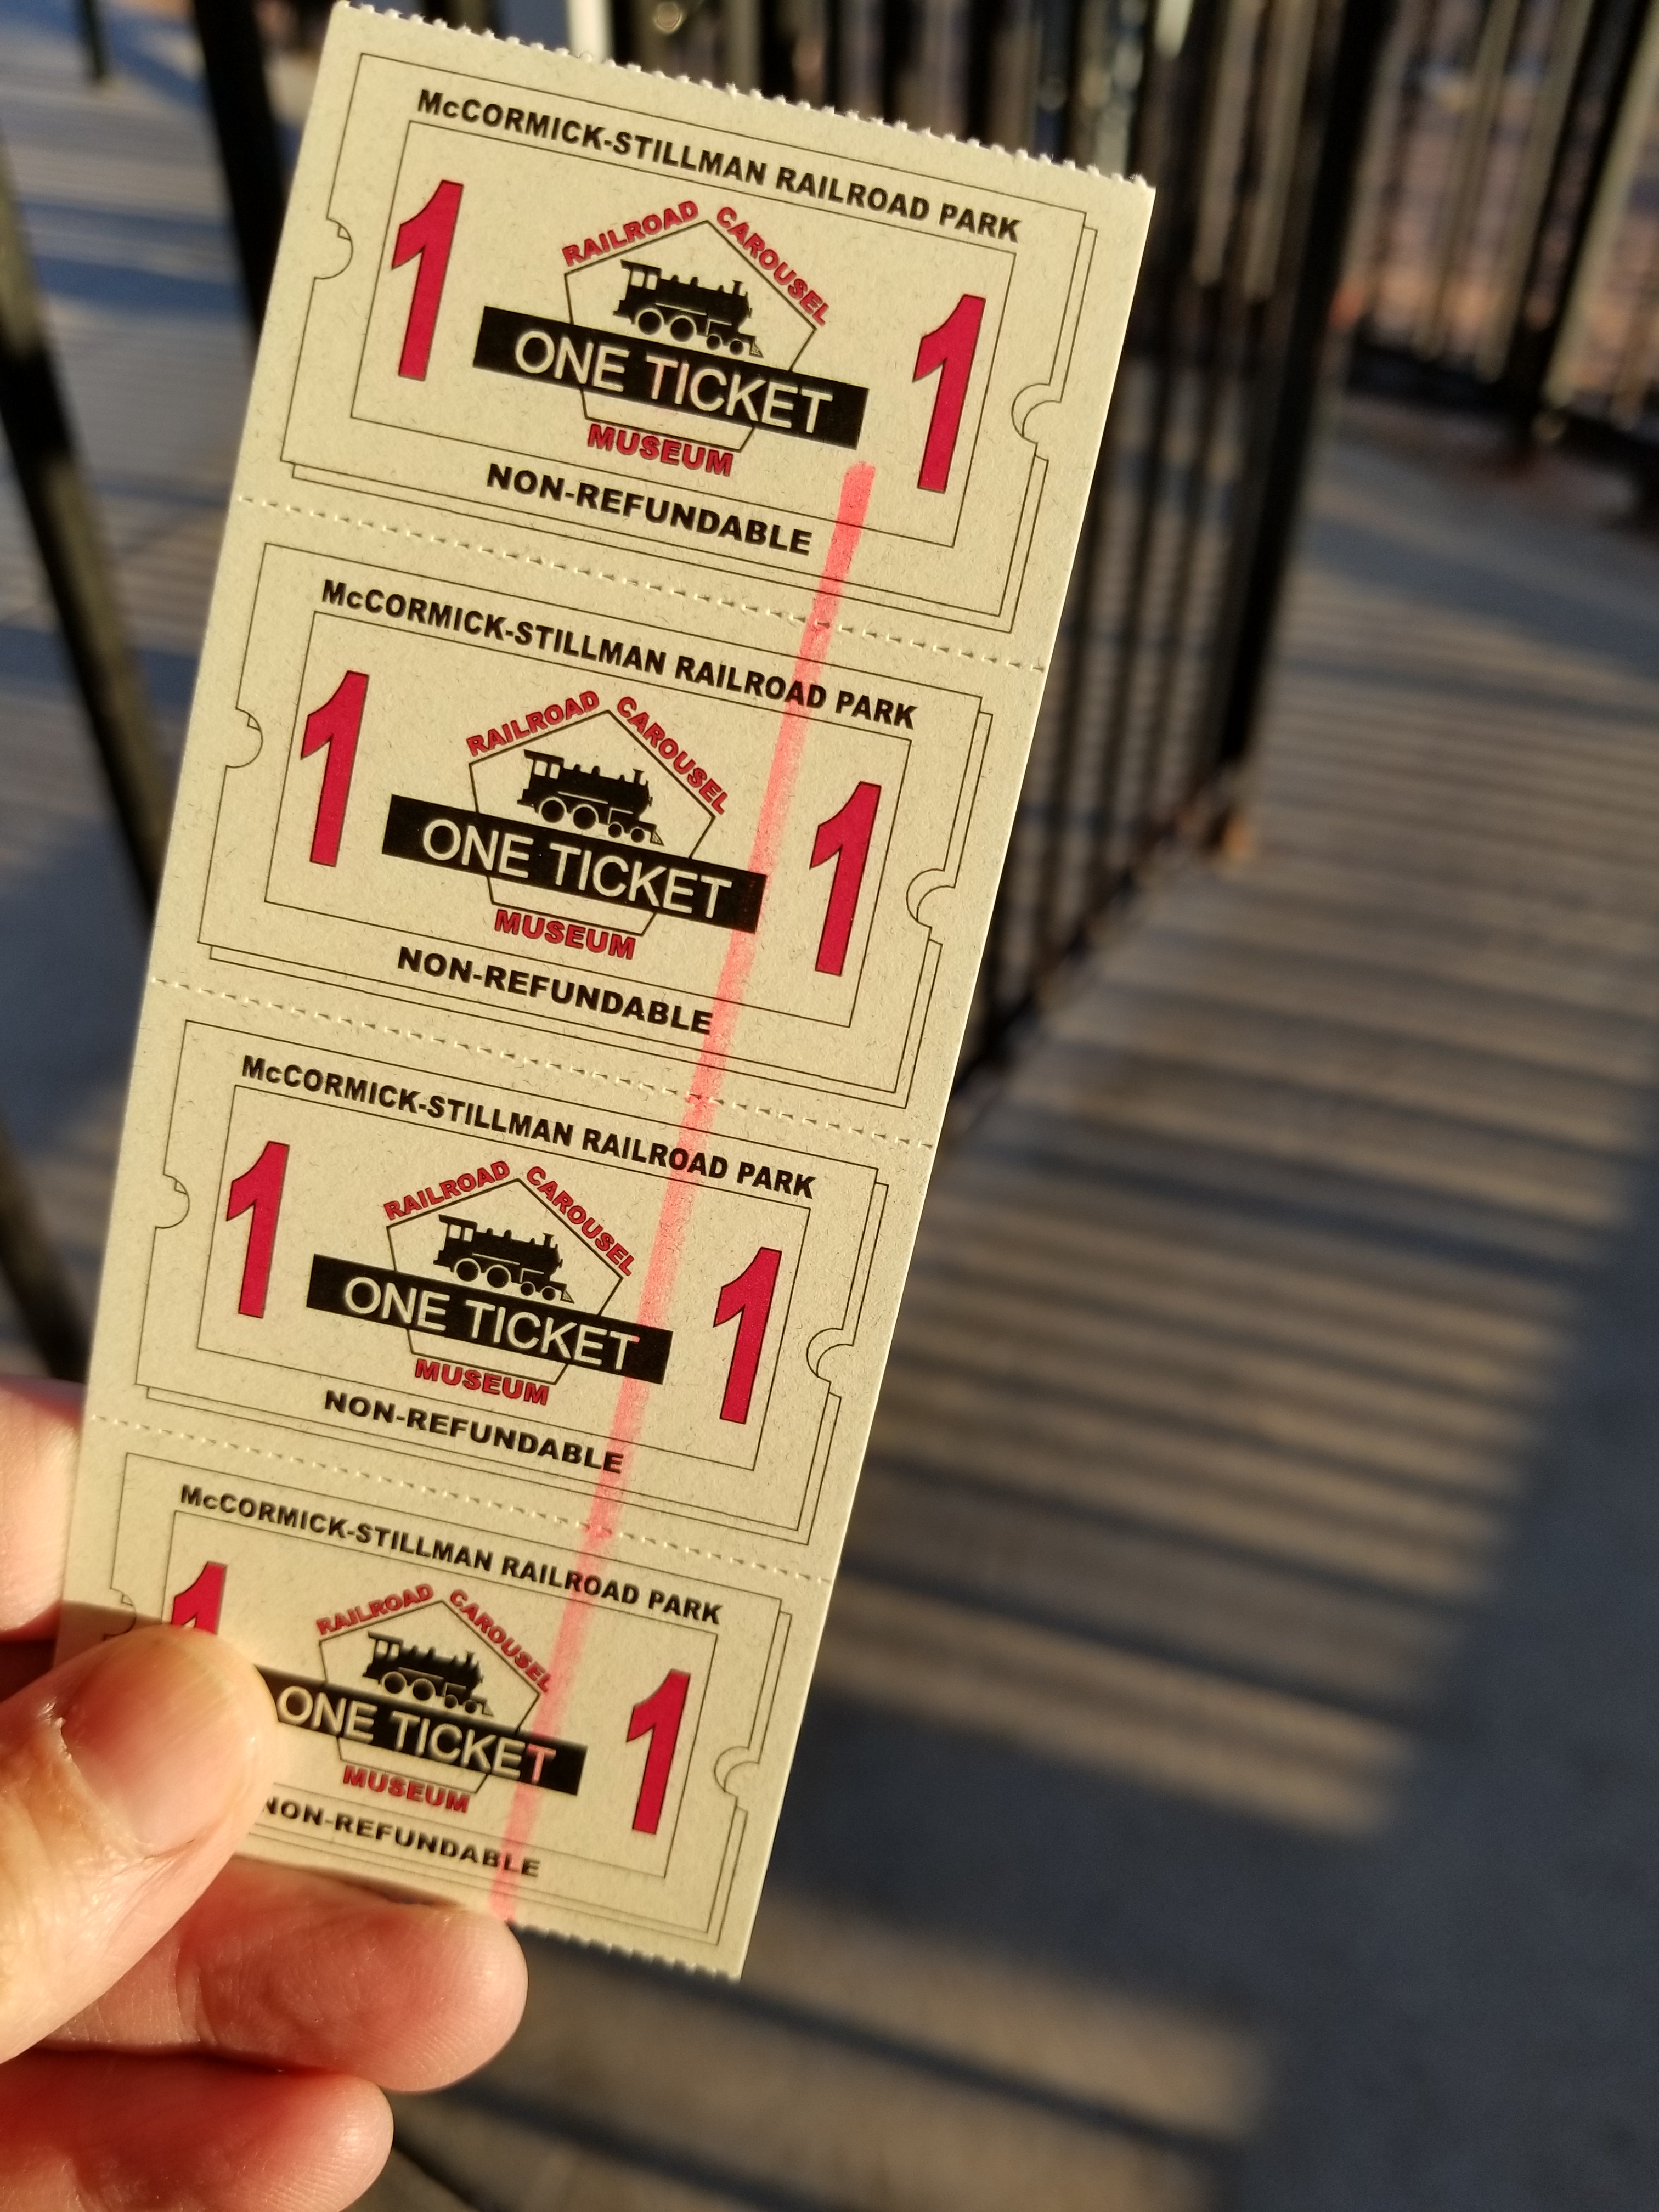 McCORMICK-STILLMAN RAILROAD PARK
1 RAILROAD CAROUSEL 1
ONE TICKET
MUSEUM
NON-REFUNDABLE
McCORMICK-STILLMAN RAILROAD PARK
1 RAILROAD CAROUSEL 1
ONE TICKET
MUSEUM
NON-REFUNDABLE
McCORMICK-STILLMAN RAILROAD PARK
1 RAILROAD CAROUSEL 1
ONE TICKET
MUSEUM
NON-REFUNDABLE
McCORMICK-STILLMAN RAILROAD PARK
1 RAILROAD CAROUSEL 1
ONE TICKET
MUSEUM
NON-REFUNDABLE